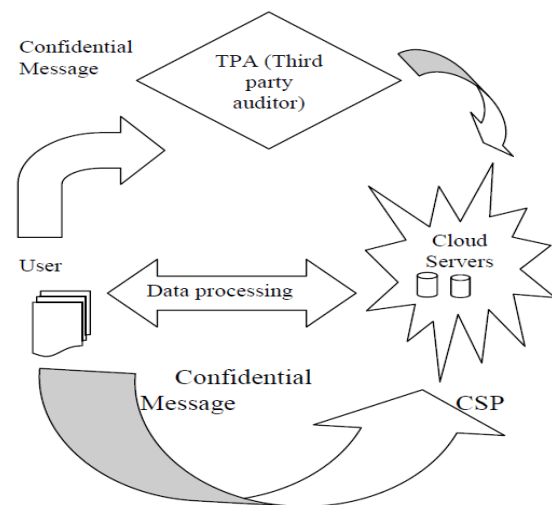 Confidential
Message
TPA (Third
party
auditor)
Cloud
Servers
User
Data processing
Confidential
Message
CSP